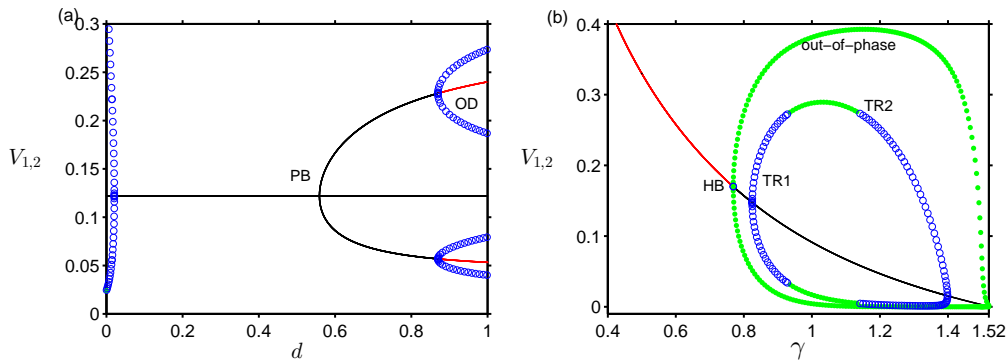 (a)
0.3
0.25
0.2
0.15
0.1
0.05
0
V1,2
PB
OD
0 0.2 0.4 0.6 0.8 1
d
(b)
0.4
0.3
0.2
0.1
0
V1,2
out−of−phase
TR2
HB
TR1
0.4 0.6 0.8 1 1.2 1.4 1.52
γ